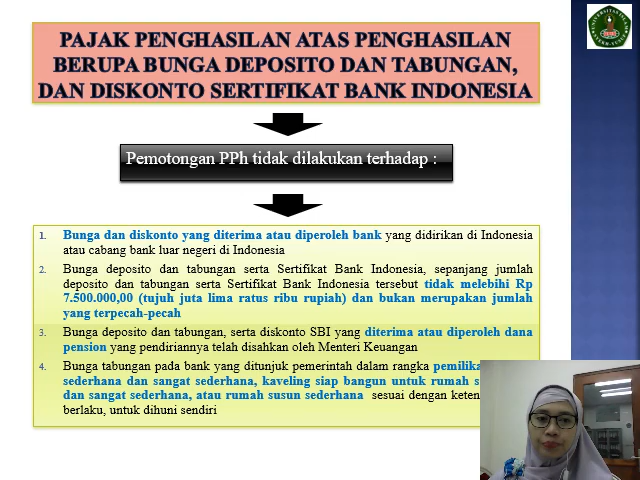 PAJAK PENGHASILAN ATAS PENGHASILAN
BERUPA BUNGA DEPOSITO DAN TABUNGAN,
DAN DISKONTO SERTIFIKAT BANK INDONESIA
Pemotongan PPh tidak dilakukan terhadap :
1. Bunga dan diskonto yang diterima atau diperoleh bank yang didirikan di Indonesia
atau cabang bank luar negeri di Indonesia
2. Bunga deposito dan tabungan serta Sertifikat Bank Indonesia, sepanjang jumlah
deposito dan tabungan serta Sertifikat Bank Indonesia tersebut tidak melebihi Rp
7.500.000,00 (tujuh juta lima ratus ribu rupiah) dan bukan merupakan jumlah
yang terpecah-pecah
3. Bunga deposito dan tabungan, serta diskonto SBI yang diterima atau diperoleh dana
pension yang pendiriannya telah disahkan oleh Menteri Keuangan
4. Bunga tabungan pada bank yang ditunjuk pemerintah dalam rangka
sederhana dan sangat sederhana, kaveling siap bangun untuk rumah
dan sangat sederhana, atau rumah susun sederhana sesuai dengan
berlaku, untuk dihuni sendiri